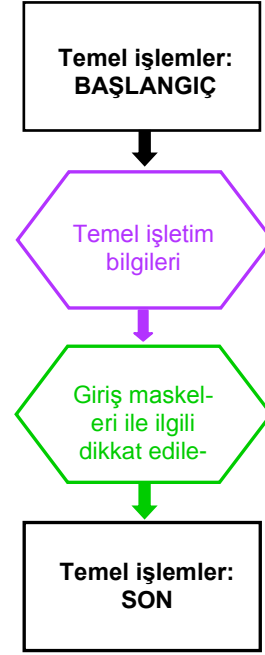 Temel işlemler:
BAŞLANGIÇ
Temel işletim
bilgileri
Giriş maskel-
eri ile ilgili
dikkat edile-
Temel işlemler:
SON